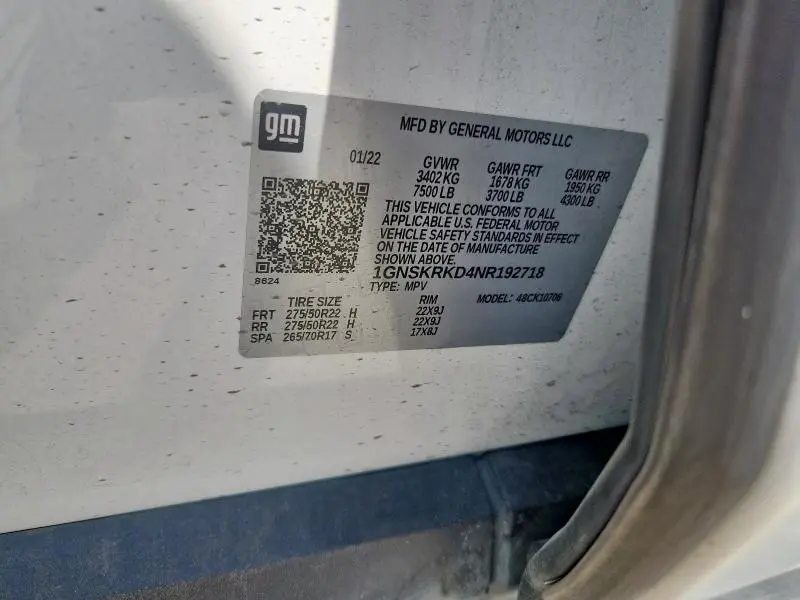 gm
MFD BY GENERAL MOTORS LLC
01/22 GVWR GAWR FRT GAWR RR
3402 KG 1678 KG 1950 KG
7500 LB 3700 LB 4300 LB
THIS VEHICLE CONFORMS TO ALL
APPLICABLE U.S. FEDERAL MOTOR
VEHICLE SAFETY STANDARDS IN EFFECT
ON THE DATE OF MANUFACTURE
SHOWN ABOVE.
1GNSKRKD4NR192718
8624
TYPE: MPV MODEL: 48CK10706
TIRE SIZE RIM
FRT 275/50R22 H 22X9J
RR 275/50R22 H 22X9J
SPA 265/70R17 S 17X8J